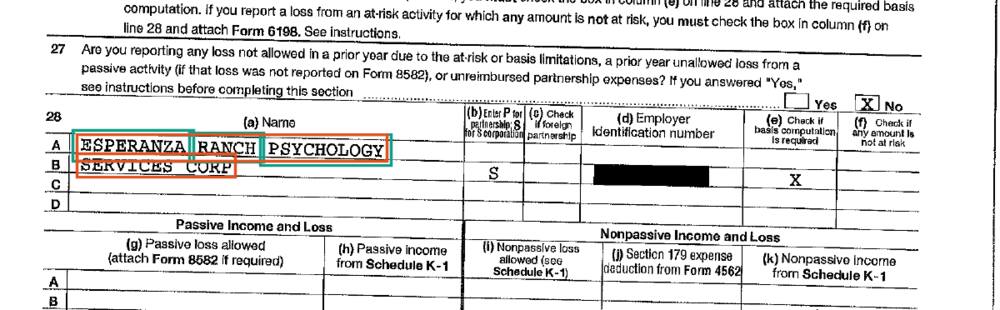 computation. If you report a loss from an at-risk activity for which any amount is not at risk, you must check the box in column (f) on
line 28 and attach Form 6198. See instructions.
27 Are you reporting any loss not allowed in a prior year due to the at-risk or basis limitations, a prior year unallowed loss from a
passive activity (if that loss was not reported on Form 8582), or unreimbursed partnership expenses? If you answered "Yes,"
see instructions before completing this section Yes X No
28 (a) Name (b) Enter P for partnership; S for S corporation (c) Check if foreign partnership (d) Employer identification number (e) Check if basis computation is required (f) Check if any amount is not at risk
A ESPERANZA RANCH PSYCHOLOGY
B SERVICES CORP S X
C
D
Passive Income and Loss Nonpassive Income and Loss
(g) Passive loss allowed (attach Form 8582 if required) (h) Passive income from Schedule K-1 (i) Nonpassive loss allowed (see Schedule K-1) (j) Section 179 expense deduction from Form 4562 (k) Nonpassive income from Schedule K-1
A
B